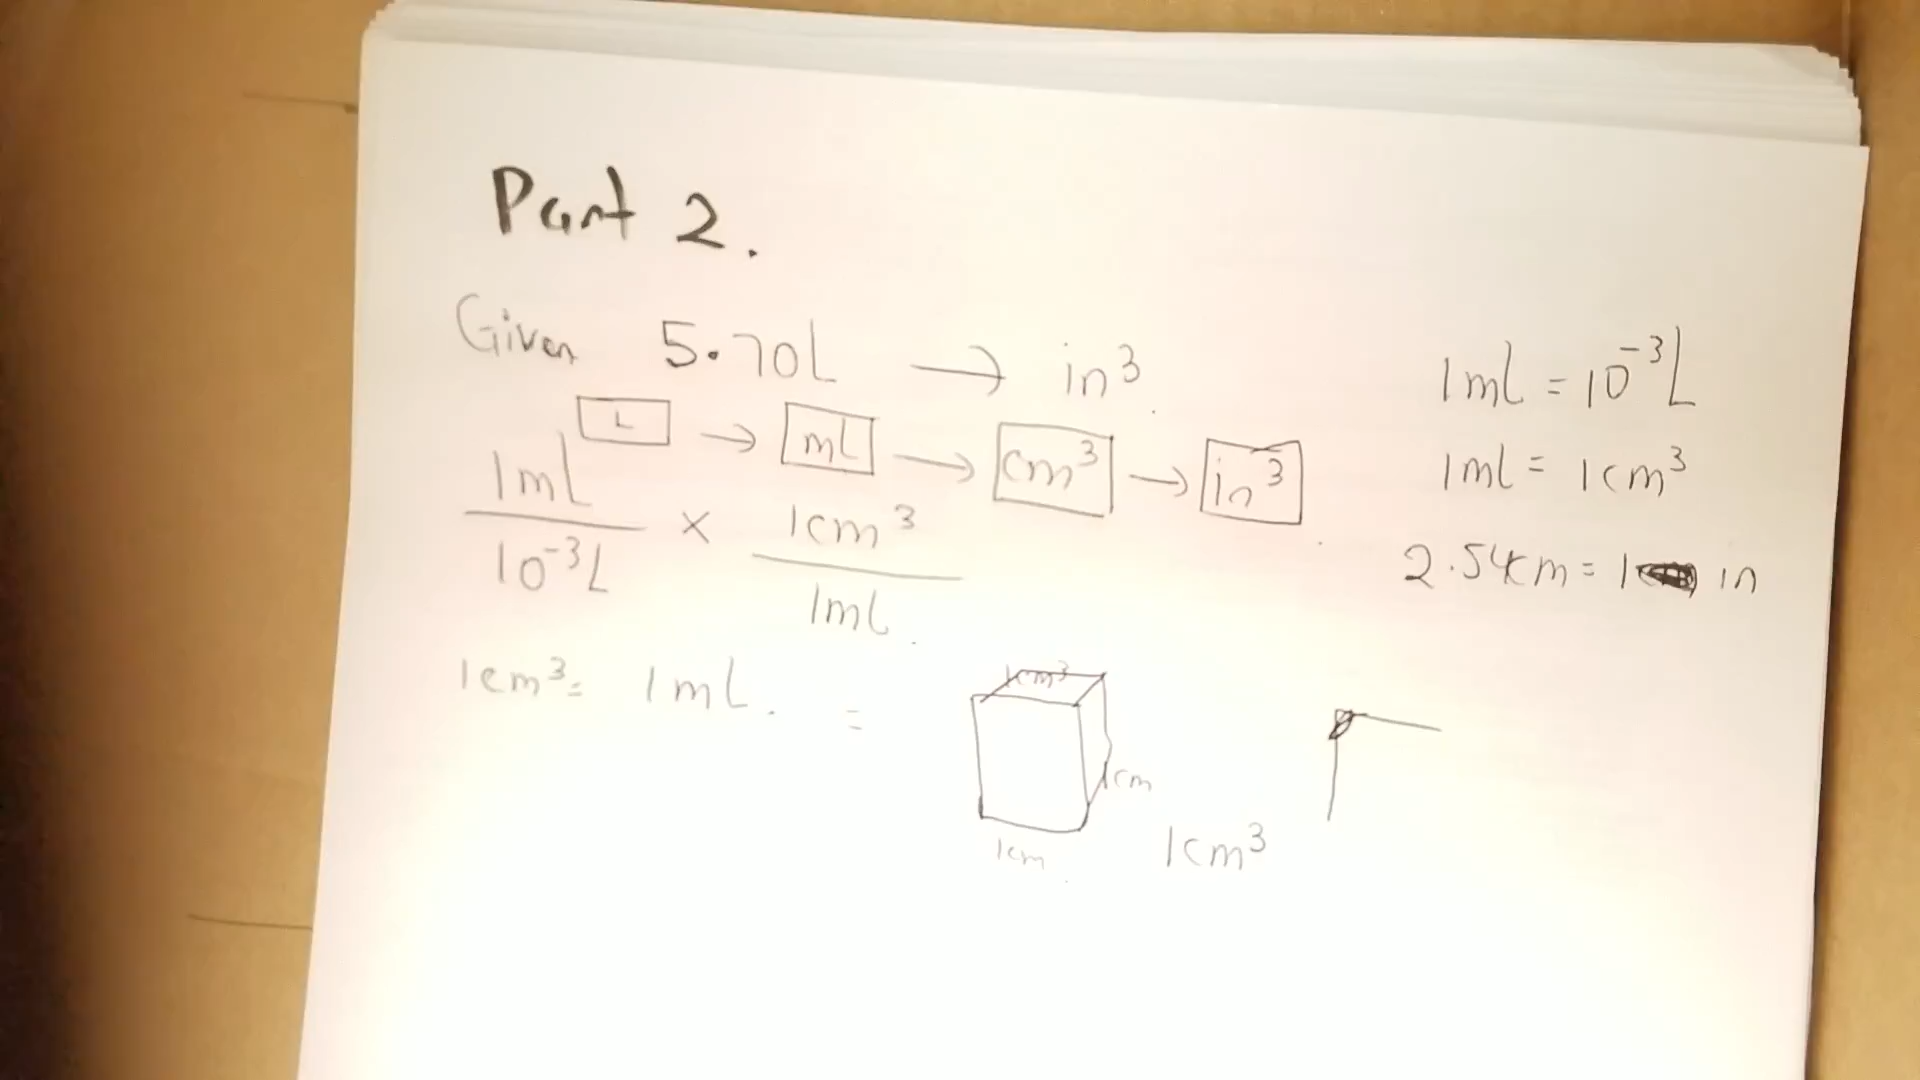 Part 2.
Given 5.70L → in³
1mL = 10⁻³L
L → mL → cm³ → in³
1mL = 1cm³
1mL / 10⁻³L × 1cm³ / 1mL
2.54cm = 1 in
1cm³ = 1mL. =
1cm³
1cm
1cm
1cm³